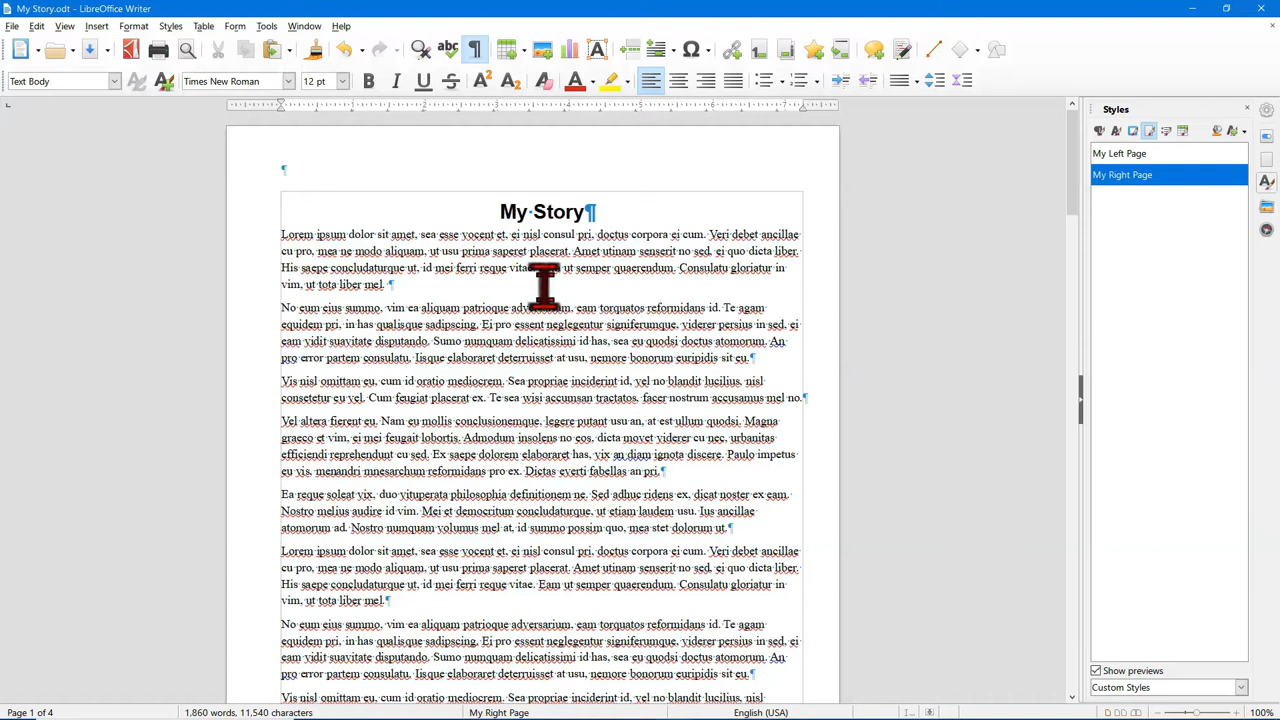 My Story.odt - LibreOffice Writer
File Edit View Insert Format Styles Table Form Tools Window Help
Text Body Times New Roman 12 pt
Styles
My Left Page
My Right Page
My·Story¶
Lorem ipsum dolor sit amet, sea esse vocent et, ei nisl consul pri, doctus corpora ei cum. Veri debet ancillae
cu pro, mea ne modo aliquam, ut usu prima saperet placerat. Amet utinam senserit no sed, ei quo dicta liber.
His saepe concludaturque ut, id mei ferri reque vitae. ut semper quaerendum. Consulatu gloriatur in
vim, ut tota liber mel. ¶
No eum eius summo, vim ea aliquam patrioque adversarium, eam torquatos reformidans id. Te agam
equidem pri, in has qualisque sadipscing. Ei pro essent neglegentur signiferumque, viderer persius in sed, ei
eam vidit suavitate disputando. Sumo numquam delicatissimi id has, sea eu quodsi doctus atomorum. An
pro error partem consulatu. Iisque elaboraret deterruisset at usu, nemore bonorum euripidis sit eu.¶
Vis nisl omittam eu, cum id oratio mediocrem. Sea propriae inciderint id, vel no blandit lucilius, nisl
consetetur eu vel. Cum feugiat placerat ex. Te sea wisi accumsan tractatos, facer nostrum accusamus mel no.¶
Vel altera fierent eu. Nam eu mollis conclusionemque, legere putant usu an, at est ullum quodsi. Magna
graeco et vim, ei mei feugait lobortis. Admodum insolens no eos, dicta movet viderer cu nec, urbanitas
efficiendi reprehendunt cu sed. Ex saepe dolorem elaboraret has, vix an diam ignota discere. Paulo impetus
eu vis, menandri mnesarchum reformidans pro ex. Dictas everti fabellas an pri.¶
Ea reque soleat vix, duo vituperata philosophia definitionem ne. Sed adhuc ridens ex, dicat noster ex eam.
Nostro melius audire id vim. Mei et democritum concludaturque, ut etiam laudem usu. Ius ancillae
atomorum ad. Nostro numquam volumus mel at, id summo possim quo, mea stet dolorum ut.¶
Lorem ipsum dolor sit amet, sea esse vocent et, ei nisl consul pri, doctus corpora ei cum. Veri debet ancillae
cu pro, mea ne modo aliquam, ut usu prima saperet placerat. Amet utinam senserit no sed, ei quo dicta liber.
His saepe concludaturque ut, id mei ferri reque vitae. Eam ut semper quaerendum. Consulatu gloriatur in
vim, ut tota liber mel.¶
No eum eius summo, vim ea aliquam patrioque adversarium, eam torquatos reformidans id. Te agam
equidem pri, in has qualisque sadipscing. Ei pro essent neglegentur signiferumque, viderer persius in sed, ei
eam vidit suavitate disputando. Sumo numquam delicatissimi id has, sea eu quodsi doctus atomorum. An
pro error partem consulatu. Iisque elaboraret deterruisset at usu, nemore bonorum euripidis sit eu.¶
Vis nisl omittam eu, cum id oratio mediocrem. Sea propriae inciderint id, vel no blandit lucilius, nisl
Show previews
Custom Styles
Page 1 of 4 1,860 words, 11,540 characters My Right Page English (USA) 100%